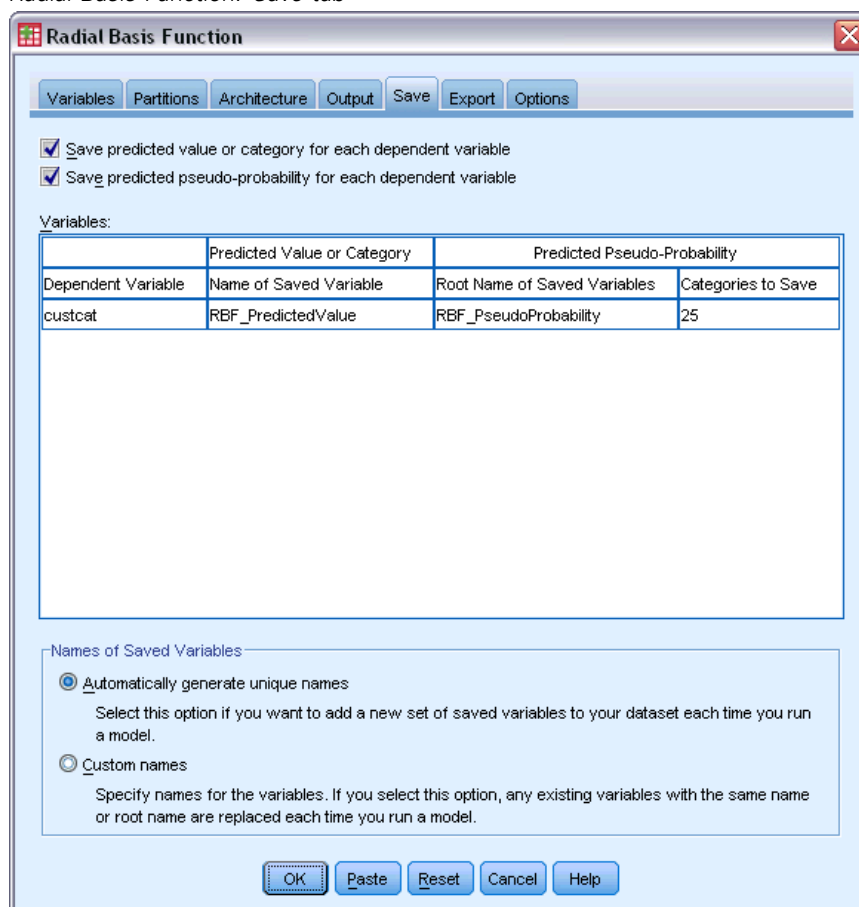 Radial Basis Function: Save tab
Radial Basis Function
Variables Partitions Architecture Output Save Export Options
Save predicted value or category for each dependent variable
Save predicted pseudo-probability for each dependent variable
Variables:
Predicted Value or Category Predicted Pseudo-Probability
Dependent Variable Name of Saved Variable Root Name of Saved Variables Categories to Save
custcat RBF_PredictedValue RBF_PseudoProbability 25
Names of Saved Variables
Automatically generate unique names
Select this option if you want to add a new set of saved variables to your dataset each time you run
a model.
Custom names
Specify names for the variables. If you select this option, any existing variables with the same name
or root name are replaced each time you run a model.
OK Paste Reset Cancel Help